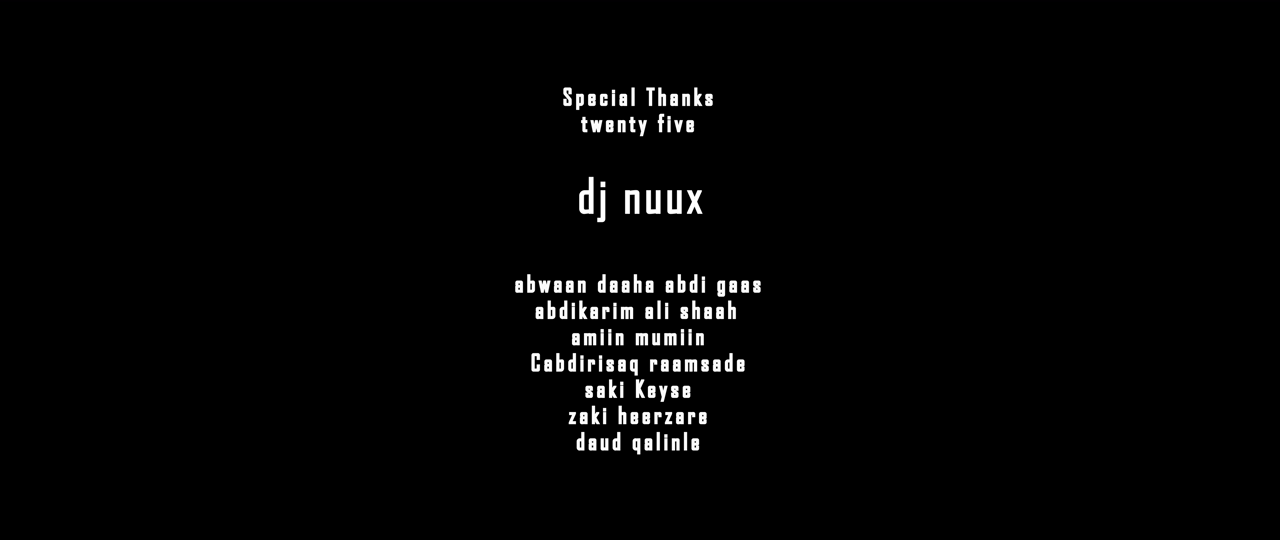 Special Thanks
twenty five
dj nuux
abwaan daaha abdi gaas
abdikarim ali shaah
amiin mumiin
Cabdirisaq raamsade
saki Kayse
zaki heerzare
daud qalinle